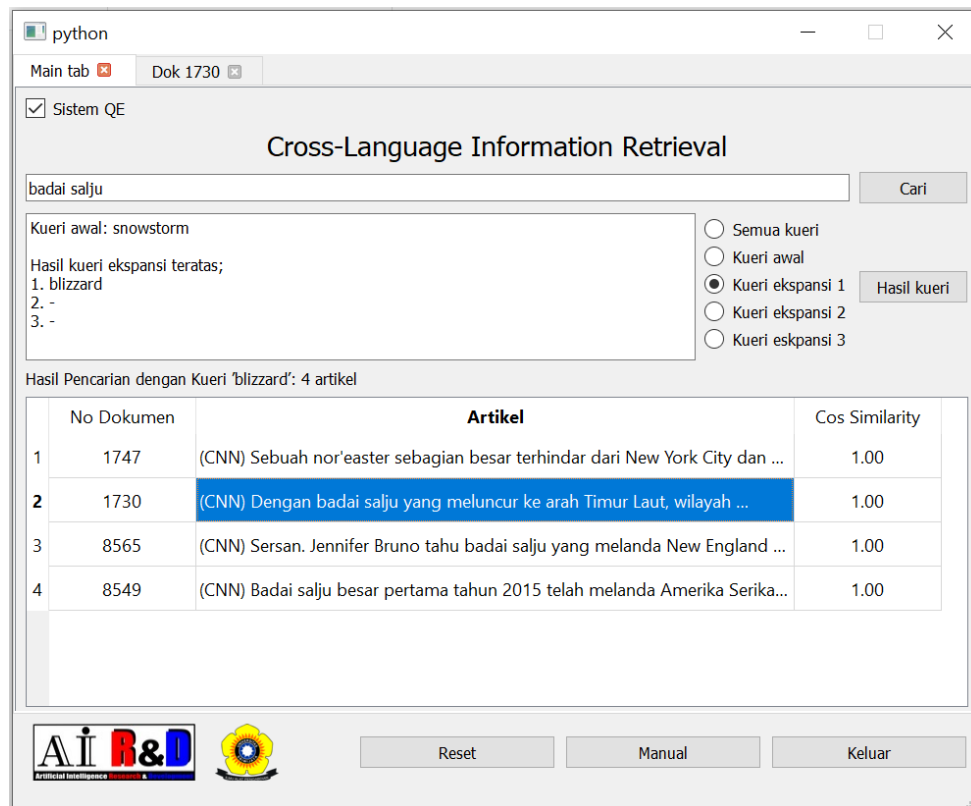 python
Main tab Dok 1730
Sistem QE
Cross-Language Information Retrieval
badai salju Cari
Kueri awal: snowstorm
Hasil kueri ekspansi teratas;
1. blizzard
2. -
3. -
Semua kueri
Kueri awal
Kueri ekspansi 1
Kueri ekspansi 2
Kueri eskpansi 3
Hasil kueri
Hasil Pencarian dengan Kueri 'blizzard': 4 artikel
No Dokumen Artikel Cos Similarity
1 1747 (CNN) Sebuah nor'easter sebagian besar terhindar dari New York City dan ... 1.00
2 1730 (CNN) Dengan badai salju yang meluncur ke arah Timur Laut, wilayah ... 1.00
3 8565 (CNN) Sersan. Jennifer Bruno tahu badai salju yang melanda New England ... 1.00
4 8549 (CNN) Badai salju besar pertama tahun 2015 telah melanda Amerika Serika... 1.00
AI R&D
Artificial Intelligence Research &
Reset Manual Keluar